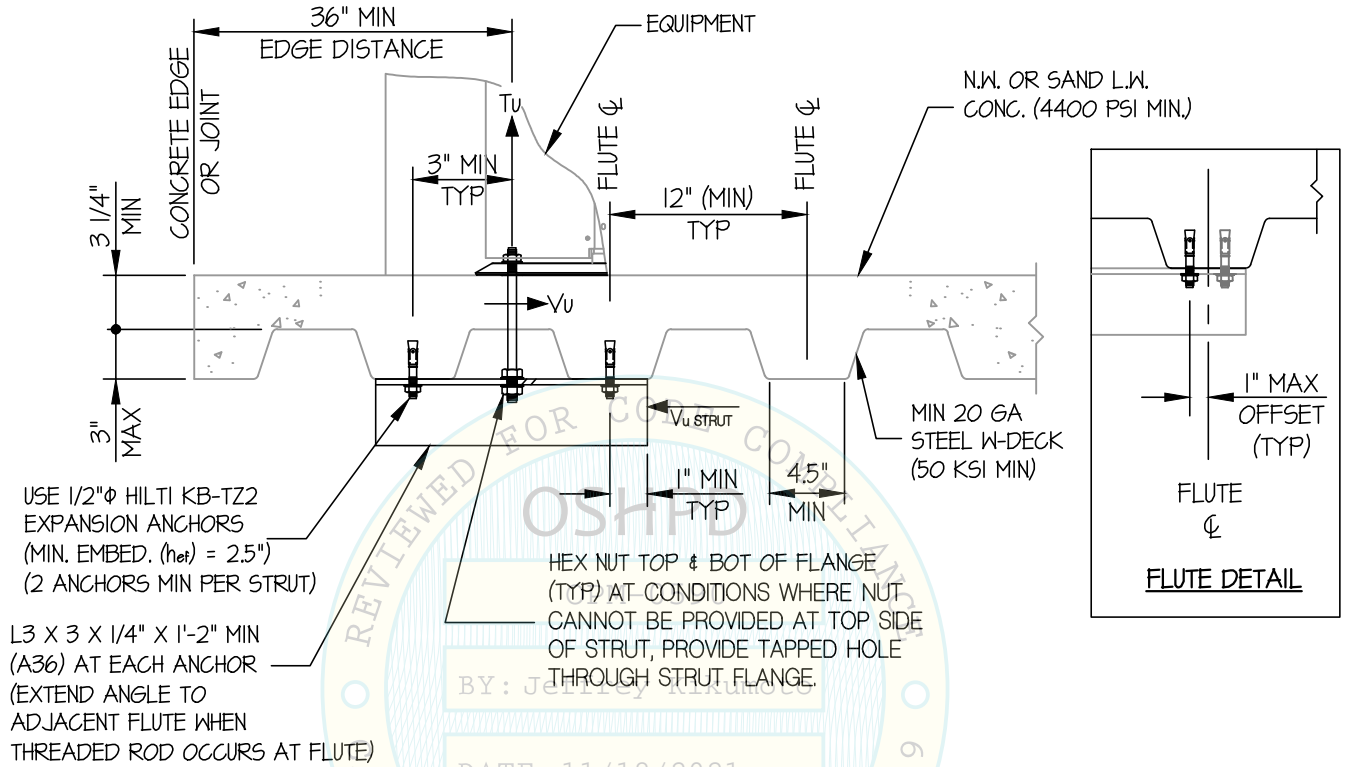 36" MIN
EDGE DISTANCE
EQUIPMENT
CONCRETE EDGE
OR JOINT
Tu
FLUTE ℄
FLUTE ℄
N.W. OR SAND L.W.
CONC. (4400 PSI MIN.)
3" MIN
TYP
12" (MIN)
TYP
3 1/4"
MIN
Vu
3"
MAX
Vu STRUT
1" MIN
TYP
4.5"
MIN
MIN 20 GA
STEEL W-DECK
(50 KSI MIN)
1" MAX
OFFSET
(TYP)
FLUTE
℄
FLUTE DETAIL
USE 1/2"Φ HILTI KB-TZ2
EXPANSION ANCHORS
(MIN. EMBED. (hef) = 2.5")
(2 ANCHORS MIN PER STRUT)
HEX NUT TOP & BOT OF FLANGE
(TYP) AT CONDITIONS WHERE NUT
CANNOT BE PROVIDED AT TOP SIDE
OF STRUT, PROVIDE TAPPED HOLE
THROUGH STRUT FLANGE.
L3 X 3 X 1/4" X 1'-2" MIN
(A36) AT EACH ANCHOR
(EXTEND ANGLE TO
ADJACENT FLUTE WHEN
THREADED ROD OCCURS AT FLUTE)
REVIEWED FOR CODE COMPLIANCE
OSHPD
BY: Jeffrey Kikumoto